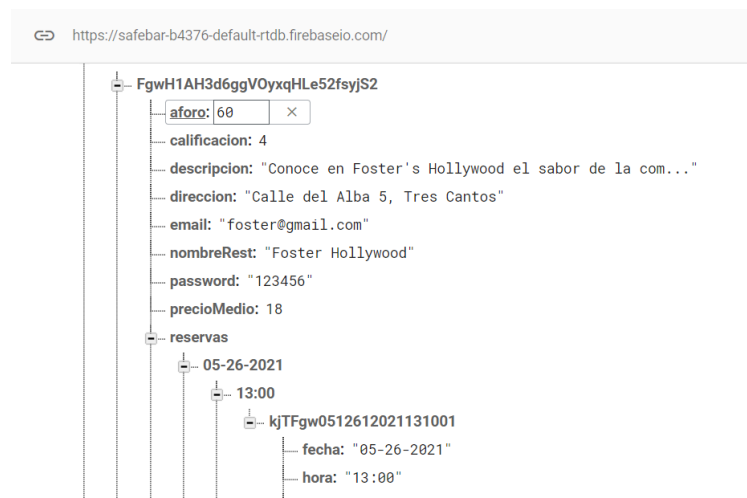 https://safebar-b4376-default-rtdb.firebaseio.com/
FgwH1AH3d6ggVOyxqHLe52fsyjS2
aforo: 60 ×
calificacion: 4
descripcion: "Conoce en Foster's Hollywood el sabor de la com..."
direccion: "Calle del Alba 5, Tres Cantos"
email: "foster@gmail.com"
nombreRest: "Foster Hollywood"
password: "123456"
precioMedio: 18
reservas
05-26-2021
13:00
kjTFgw0512612021131001
fecha: "05-26-2021"
hora: "13:00"